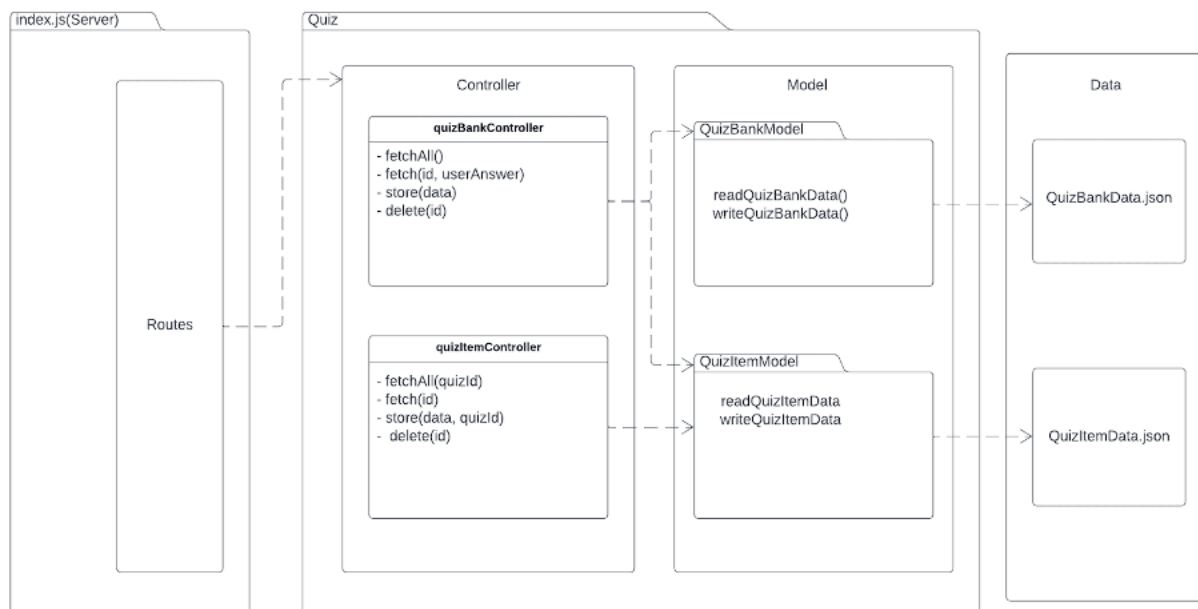 index.js(Server)
Routes
Quiz
Controller
quizBankController
- fetchAll()
- fetch(id, userAnswer)
- store(data)
- delete(id)
quizItemController
- fetchAll(quizId)
- fetch(id)
- store(data, quizId)
- delete(id)
Model
QuizBankModel
readQuizBankData()
writeQuizBankData()
QuizItemModel
readQuizItemData
writeQuizItemData
Data
QuizBankData.json
QuizItemData.json